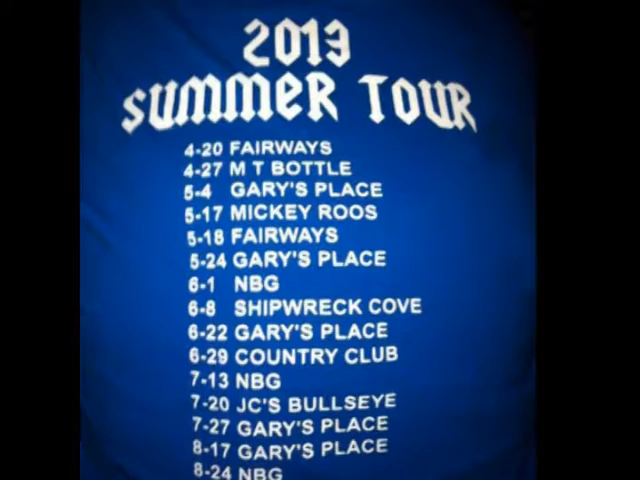 2013
SUMMER TOUR
4-20 FAIRWAYS
4-27 M T BOTTLE
5-4 GARY'S PLACE
5-17 MICKEY ROOS
5-18 FAIRWAYS
5-24 GARY'S PLACE
6-1 NBG
6-8 SHIPWRECK COVE
6-22 GARY'S PLACE
6-29 COUNTRY CLUB
7-13 NBG
7-20 JC'S BULLSEYE
7-27 GARY'S PLACE
8-17 GARY'S PLACE
8-24 NBG